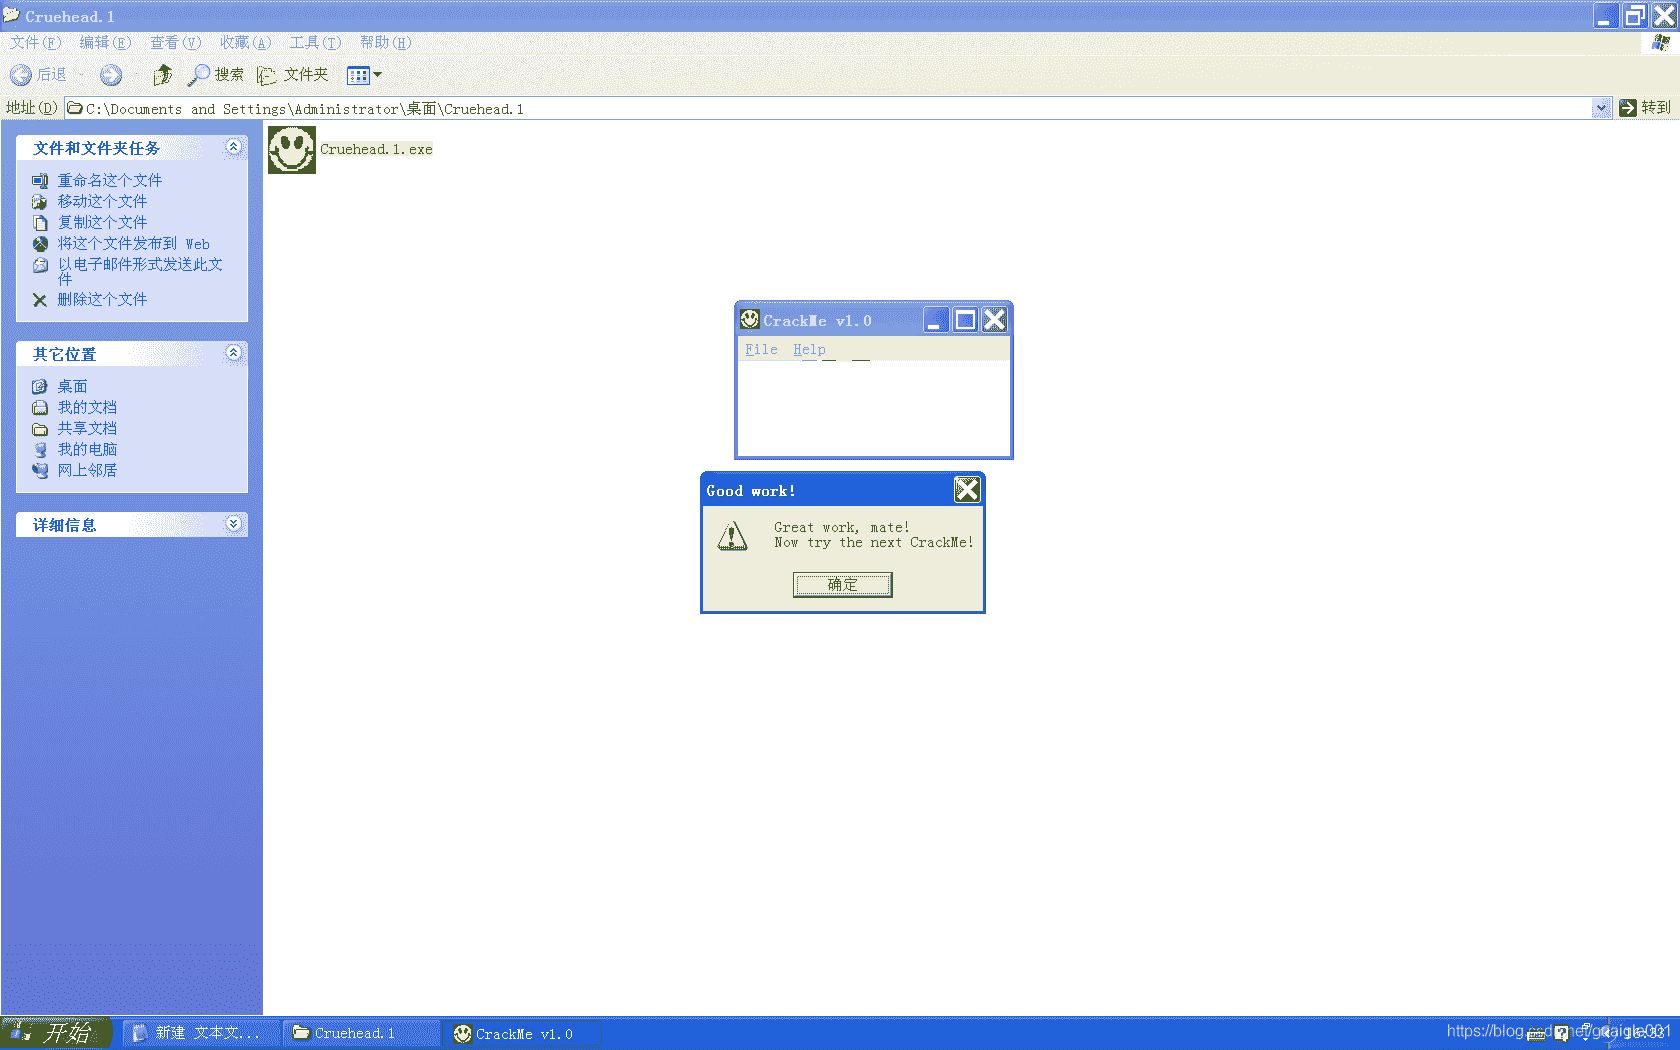 Cruehead.1
文件(F) 编辑(E) 查看(V) 收藏(A) 工具(T) 帮助(H)
后退 搜索 文件夹
地址(D) C:\Documents and Settings\Administrator\桌面\Cruehead.1 转到
文件和文件夹任务
重命名这个文件
移动这个文件
复制这个文件
将这个文件发布到 Web
以电子邮件形式发送此文
件
删除这个文件
其它位置
桌面
我的文档
共享文档
我的电脑
网上邻居
详细信息
Cruehead.1.exe
CrackMe v1.0
File Help
Good work!
Great work, mate!
Now try the next CrackMe!
确定
开始 新建 文本文... Cruehead.1 CrackMe v1.0